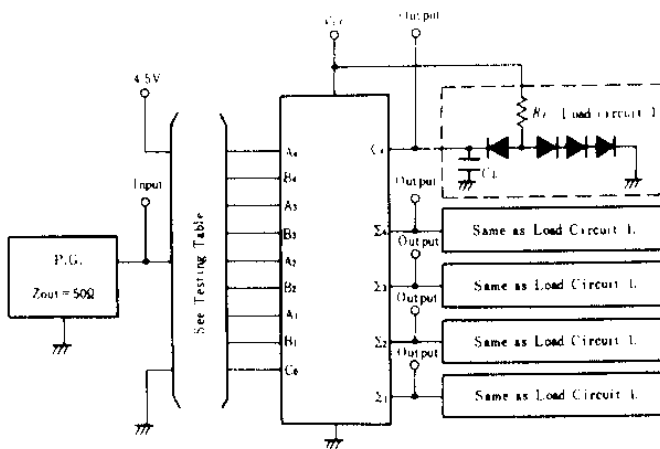 Vcc
Output
4.5V
Input
P.G.
Zout = 50Ω
See Testing Table
A4
B4
A3
B3
A2
B2
A1
B1
C0
C4
Σ4
Σ3
Σ2
Σ1
RL
Load circuit 1
CL
Output
Same as Load Circuit 1.
Output
Same as Load Circuit 1.
Output
Same as Load Circuit 1.
Output
Same as Load Circuit 1.